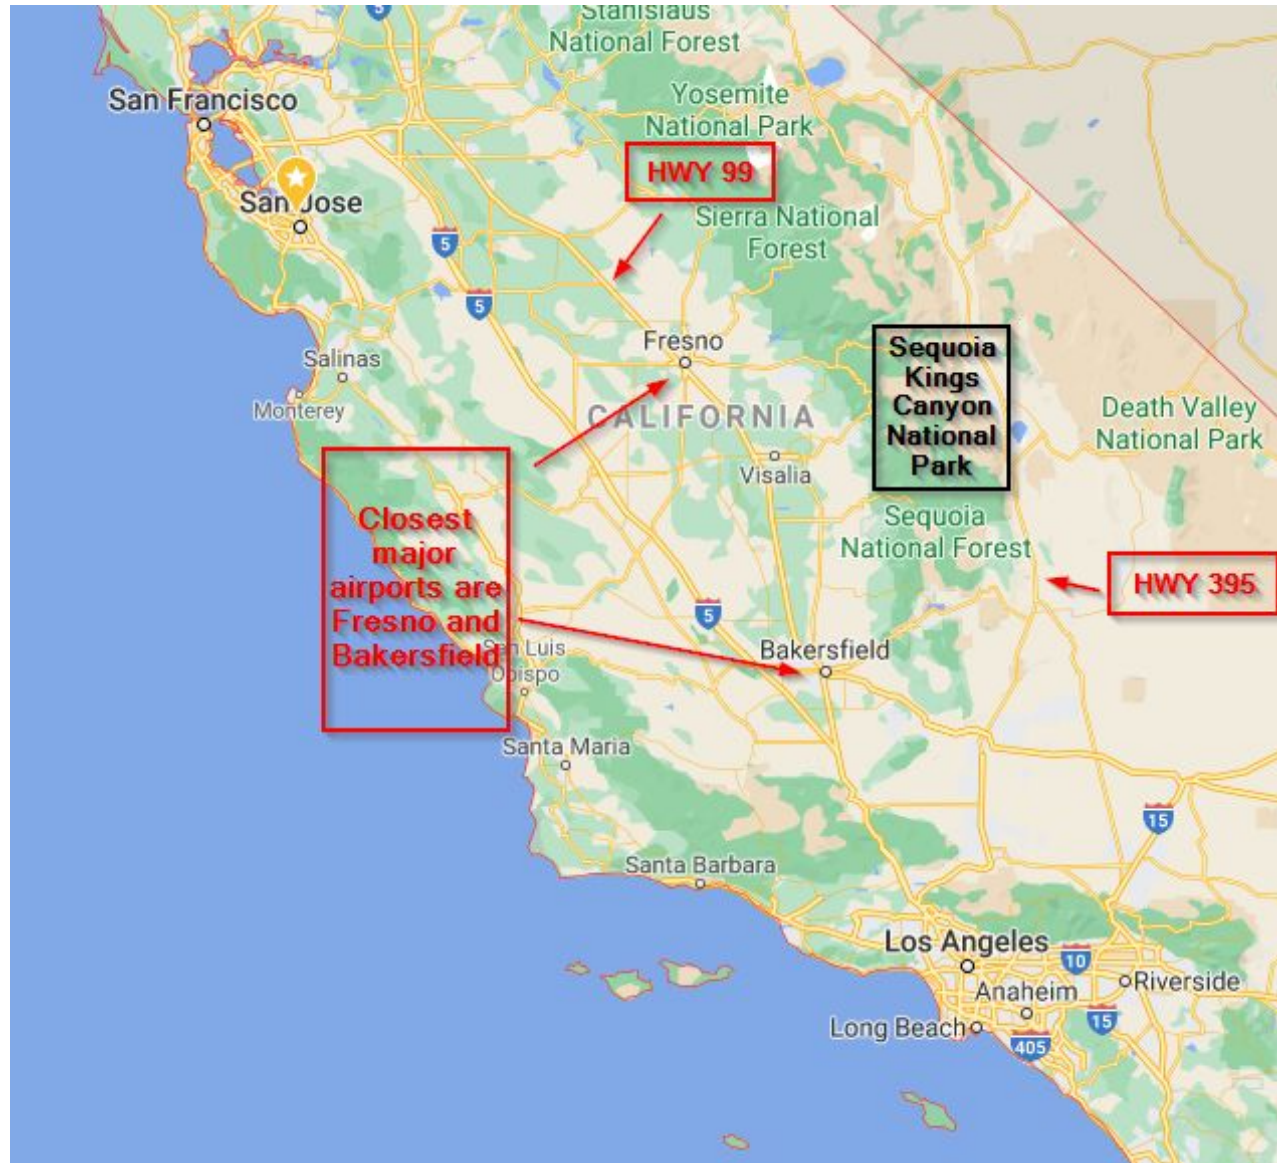 Stanislaus
National Forest
5
Yosemite
National Park
San Francisco
HWY 99
San Jose
Sierra National
Forest
5
5
Fresno
Sequoia
Kings
Canyon
National
Park
Salinas
Monterey
CALIFORNIA
Death Valley
National Park
Visalia
Closest
major
airports are
Fresno and
Bakersfield
Sequoia
National Forest
HWY 395
5
San Luis
Obispo
Bakersfield
Santa Maria
15
Santa Barbara
Los Angeles
10
Riverside
Anaheim
Long Beach
15
405